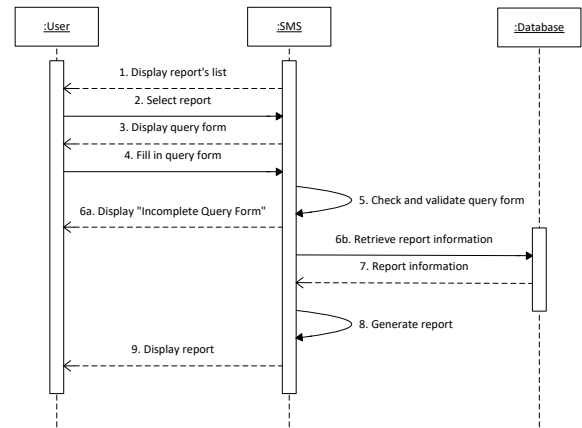 :User
:SMS
:Database
1. Display report's list
2. Select report
3. Display query form
4. Fill in query form
5. Check and validate query form
6a. Display "Incomplete Query Form"
6b. Retrieve report information
7. Report information
8. Generate report
9. Display report